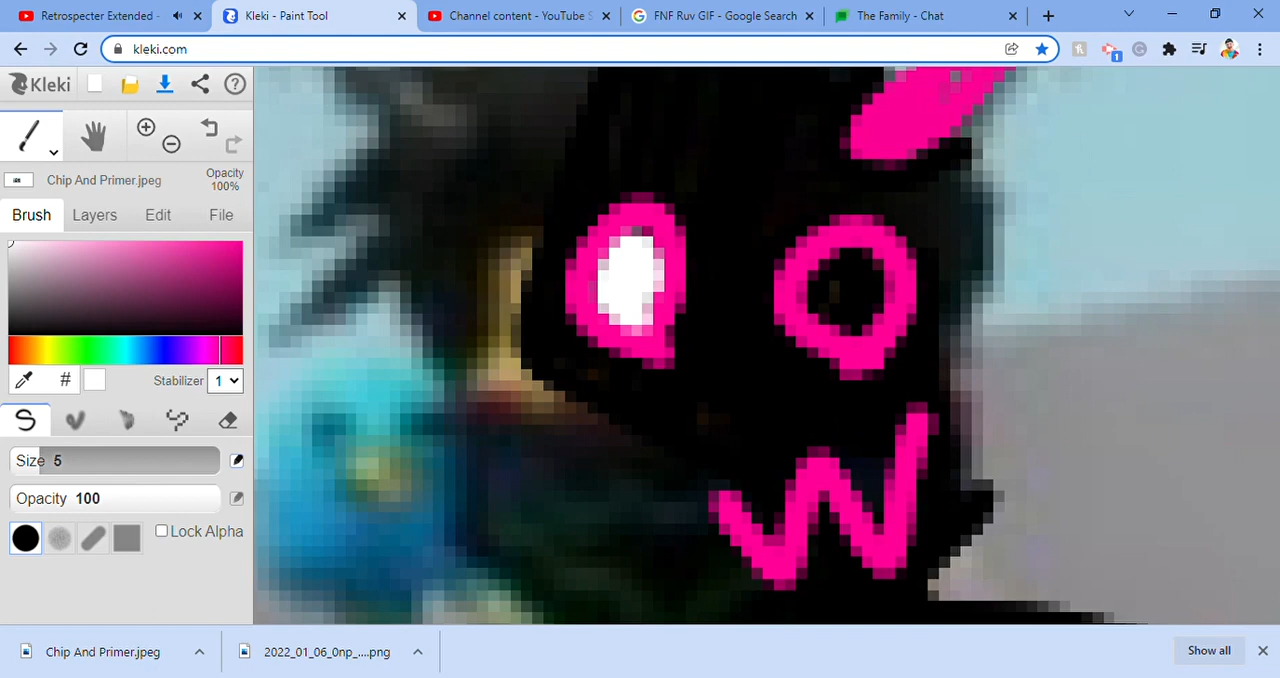 Retrospecter Extended -
Kleki - Paint Tool
Channel content - YouTube S
FNF Ruv GIF - Google Search
The Family - Chat
kleki.com
1
Kleki
?
Chip And Primer.jpeg
Opacity
100%
Brush
Layers
Edit
File
#
Stabilizer
1
Size 5
Opacity 100
Lock Alpha
Chip And Primer.jpeg
2022_01_06_0np_....png
Show all